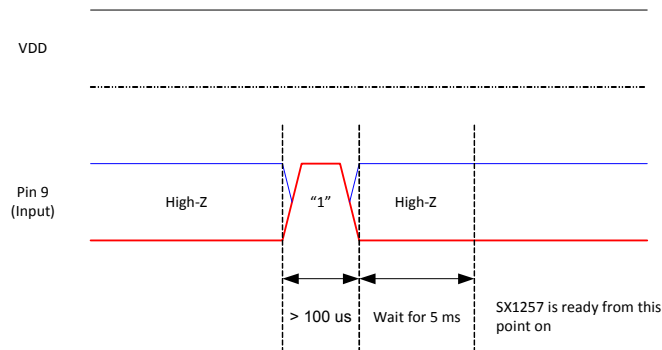 VDD
Pin 9
(Input)
High-Z
“1”
High-Z
> 100 us
Wait for 5 ms
SX1257 is ready from this
point on